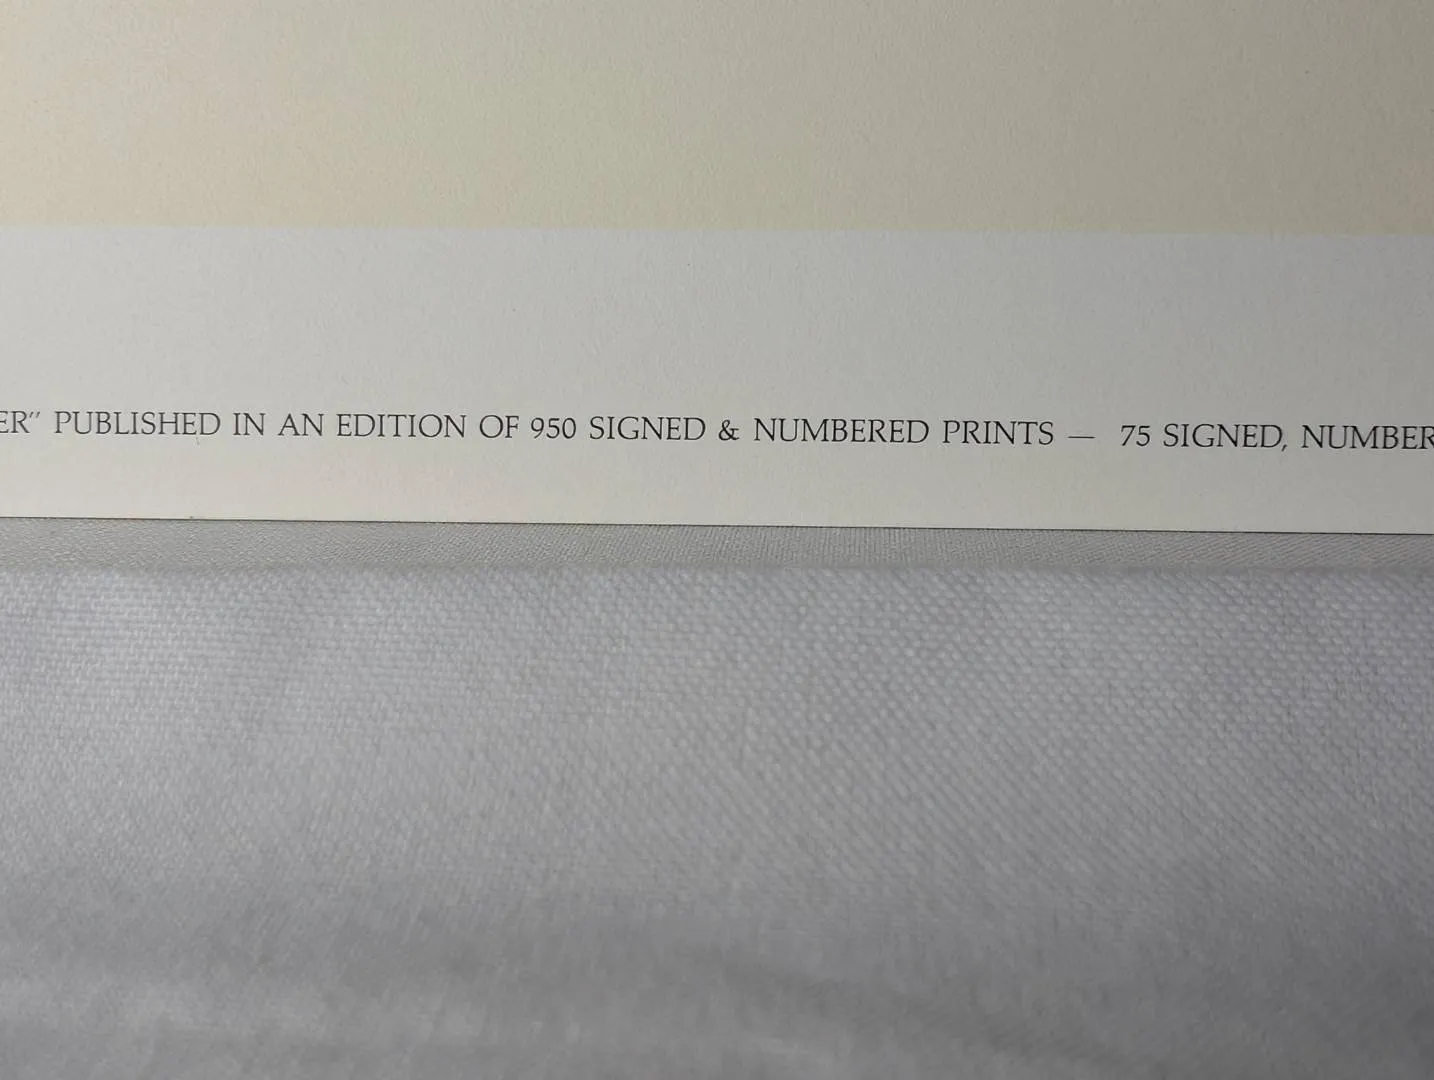 ER" PUBLISHED IN AN EDITION OF 950 SIGNED & NUMBERED PRINTS — 75 SIGNED, NUMBER